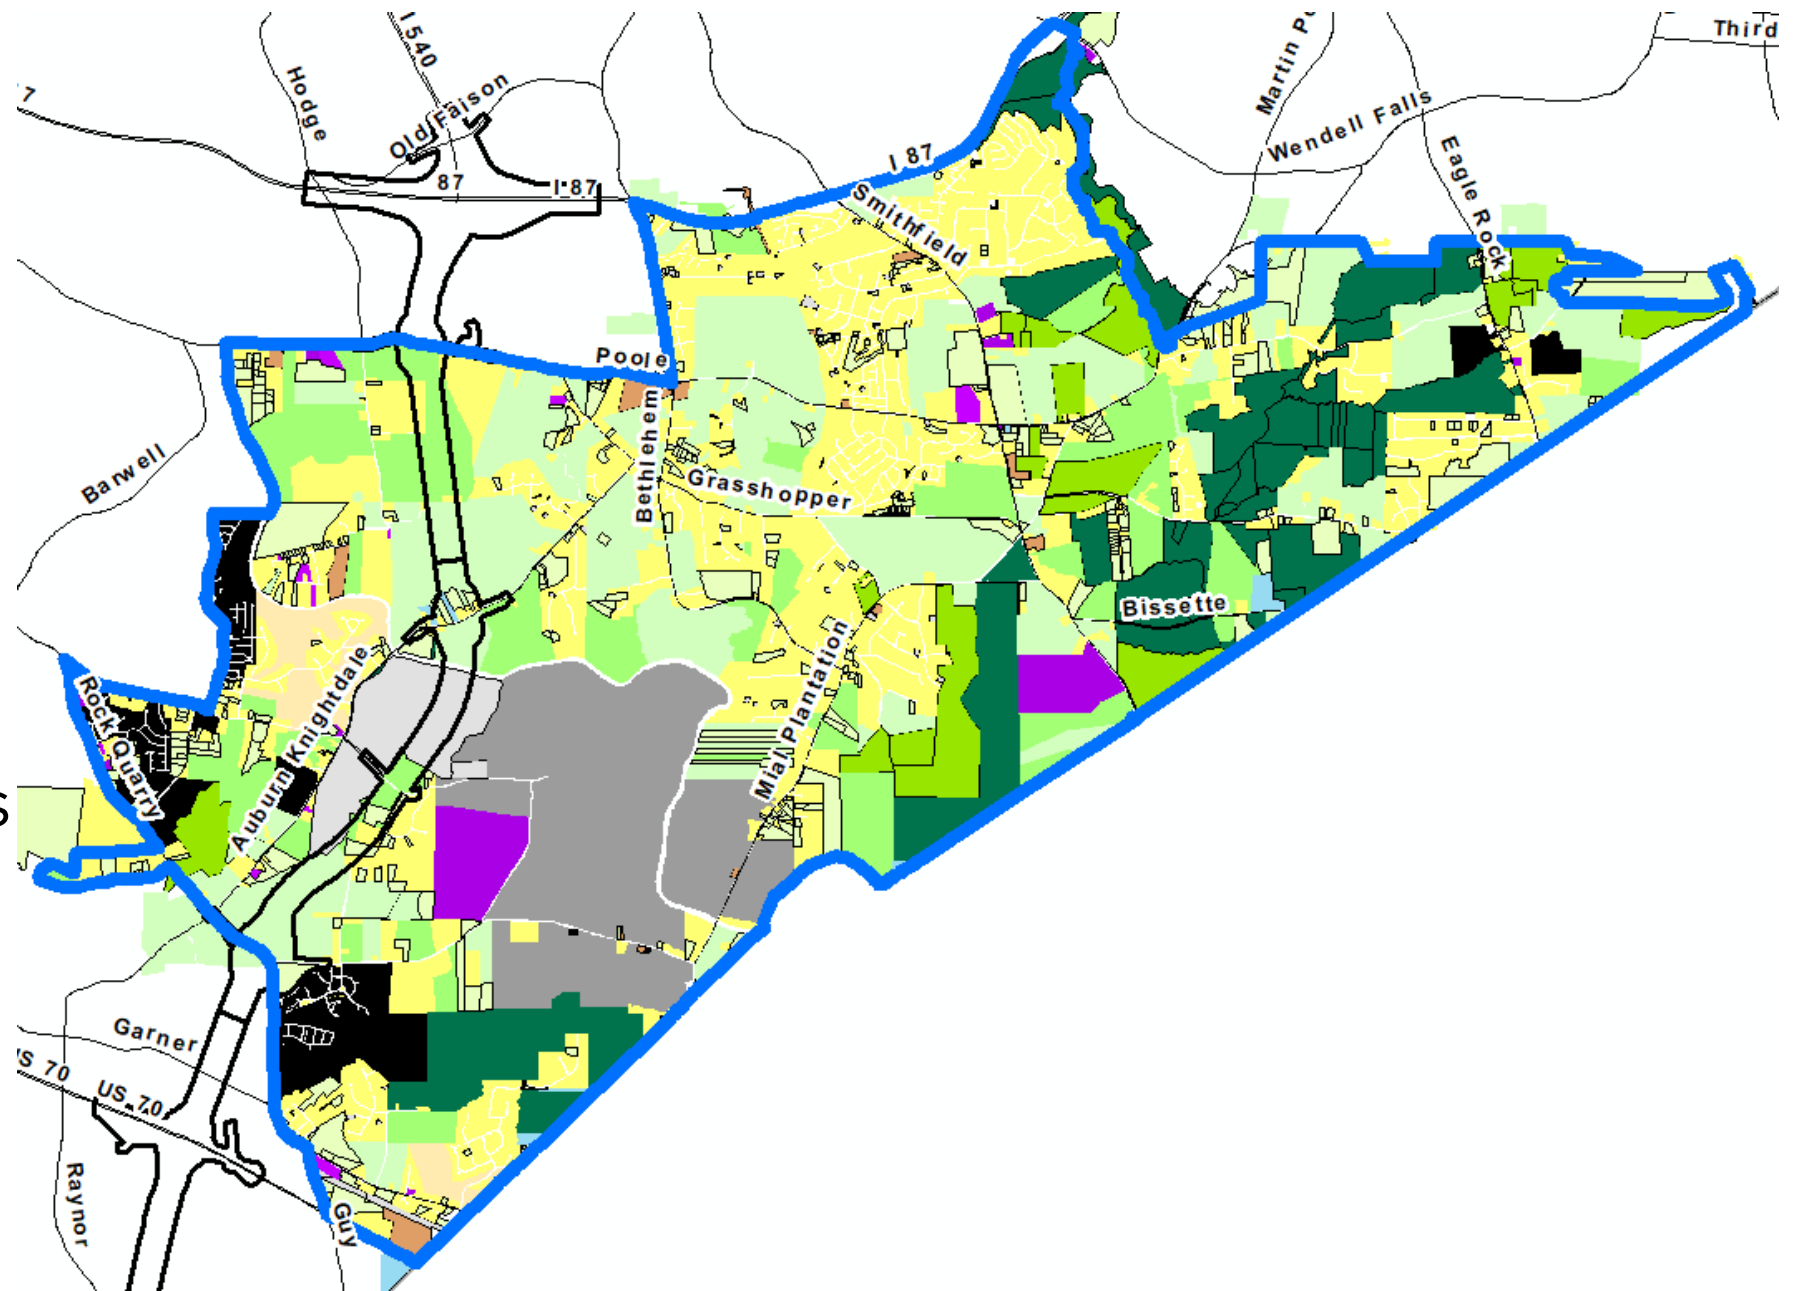 Third
I 540
Martin
Hodge
7
Old Faison
Wendell Falls
I 87
Eagle Rock
87
I 87
Smithfield
Poole
Bethlehem
Barwell
Grasshopper
Bissette
Mial Plantation
Auburn Knightdale
Rock Quarry
s
Garner
US 70
US 70
Raynor
Guy